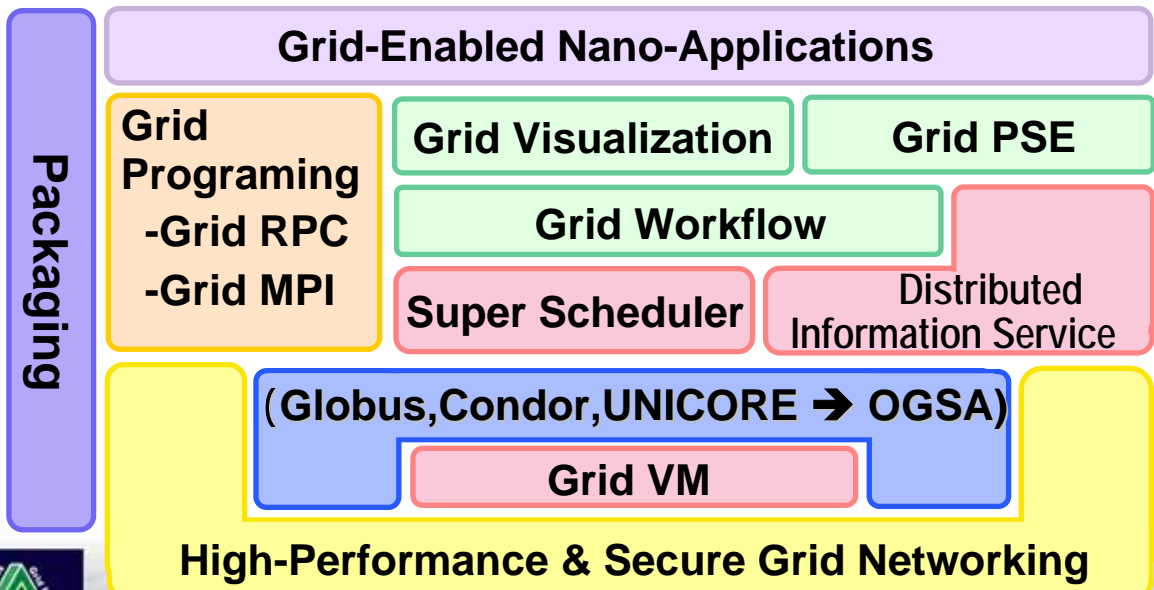 Packaging
Grid-Enabled Nano-Applications
Grid
Programing
-Grid RPC
-Grid MPI
Grid Visualization
Grid PSE
Grid Workflow
Super Scheduler
Distributed
Information Service
(Globus,Condor,UNICORE ➔ OGSA)
Grid VM
High-Performance & Secure Grid Networking